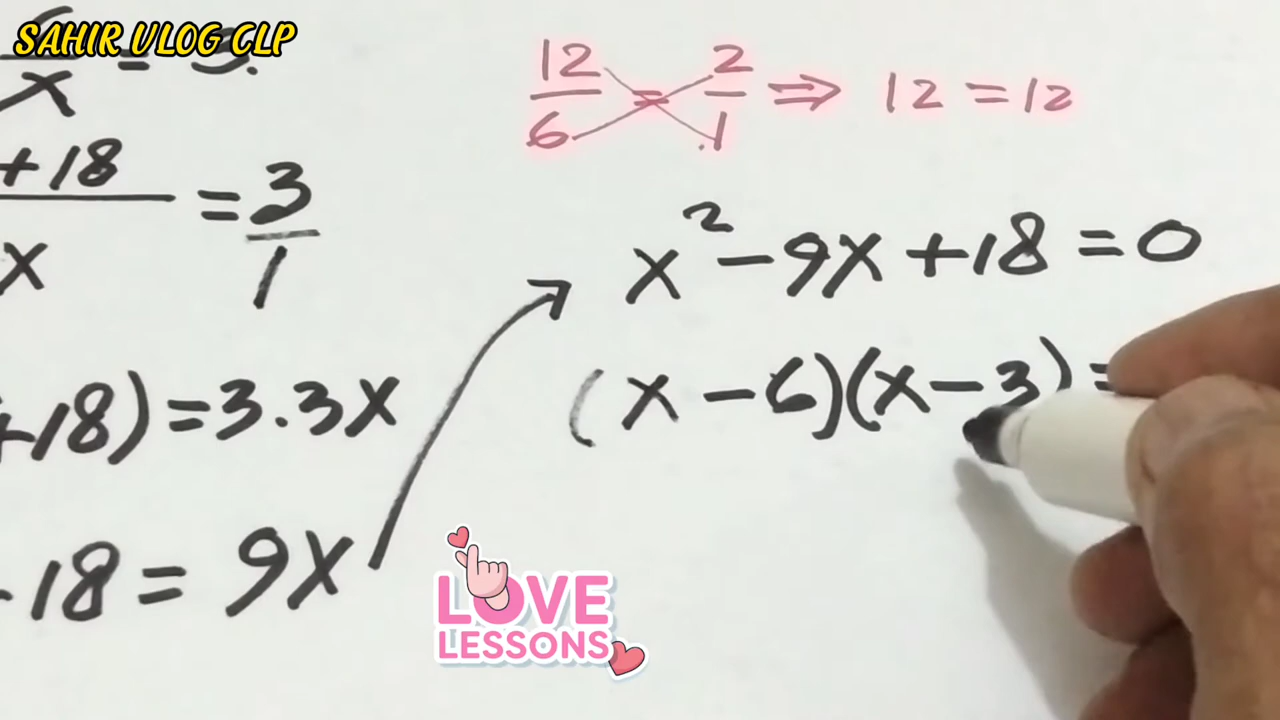 SAHIR VLOG CLP
x = 3.
+18
x = 3
1
+18) = 3.3x
18 = 9x
12 2
6 = 1 ⇒ 12 = 12
x² - 9x + 18 = 0
(x - 6)(x - 3) =
LOVE
LESSONS